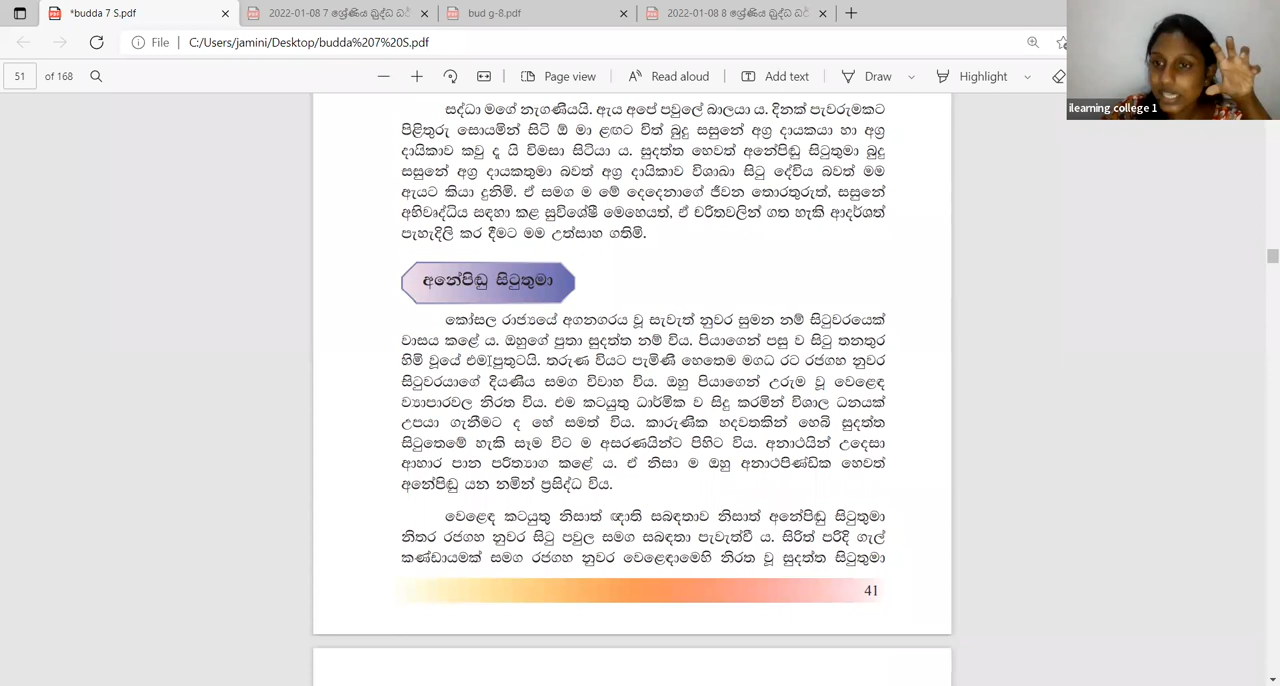 *budda 7 S.pdf
2022-01-08 7 ශ්‍රේණිය බුද්ධ ධර්
bud g-8.pdf
2022-01-08 8 ශ්‍රේණිය බුද්ධ ධර්
File
C:/Users/jamini/Desktop/budda%207%20S.pdf
51 of 168
Page view
Read aloud
Add text
Draw
Highlight
ilearning college 1
සද්ධා මගේ නැගණියයි. ඇය අපේ පවුලේ බාලයා ය. දිනක් පැවරුමකට
පිළිතුරු සොයමින් සිටි ඕ මා ළඟට විත් බුදු සසුනේ අග්‍ර දායකයා හා අග්‍ර
දායිකාව කවු දැ යි විමසා සිටියා ය. සුදත්ත හෙවත් අනේපිඬු සිටුතුමා බුදු
සසුනේ අග්‍ර දායකතුමා බවත් අග්‍ර දායිකාව විශාඛා සිටු දේවිය බවත් මම
ඇයට කියා දුනිමි. ඒ සමග ම මේ දෙදෙනාගේ ජීවන තොරතුරුත්, සසුනේ
අභිවෘද්ධිය සඳහා කළ සුවිශේෂී මෙහෙයත්, ඒ චරිතවලින් ගත හැකි ආදර්ශත්
පැහැදිලි කර දීමට මම උත්සාහ ගතිමි.
අනේපිඬු සිටුතුමා
කෝසල රාජ්‍යයේ අගනගරය වූ සැවැත් නුවර සුමන නම් සිටුවරයෙක්
වාසය කළේ ය. ඔහුගේ පුතා සුදත්ත නම් විය. පියාගෙන් පසු ව සිටු තනතුර
හිමි වූයේ එම පුතුටයි. තරුණ වියට පැමිණි හෙතෙම මගධ රට රජගහ නුවර
සිටුවරයාගේ දියණිය සමග විවාහ විය. ඔහු පියාගෙන් උරුම වූ වෙළෙඳ
ව්‍යාපාරවල නිරත විය. එම කටයුතු ධාර්මික ව සිදු කරමින් විශාල ධනයක්
උපයා ගැනීමට ද හේ සමත් විය. කාරුණික හදවතකින් හෙබි සුදත්ත
සිටුතෙමේ හැකි සෑම විට ම අසරණයින්ට පිහිට විය. අනාථයින් උදෙසා
ආහාර පාන පරිත්‍යාග කළේ ය. ඒ නිසා ම ඔහු අනාථපිණ්ඩික හෙවත්
අනේපිඬු යන නමින් ප්‍රසිද්ධ විය.
වෙළෙඳ කටයුතු නිසාත් ඥාති සබඳතාව නිසාත් අනේපිඬු සිටුතුමා
නිතර රජගහ නුවර සිටු පවුල සමග සබඳතා පැවැත්වී ය. සිරිත් පරිදි ගැල්
කණ්ඩායමක් සමග රජගහ නුවර වෙළෙඳාමෙහි නිරත වූ සුදත්ත සිටුතුමා
41